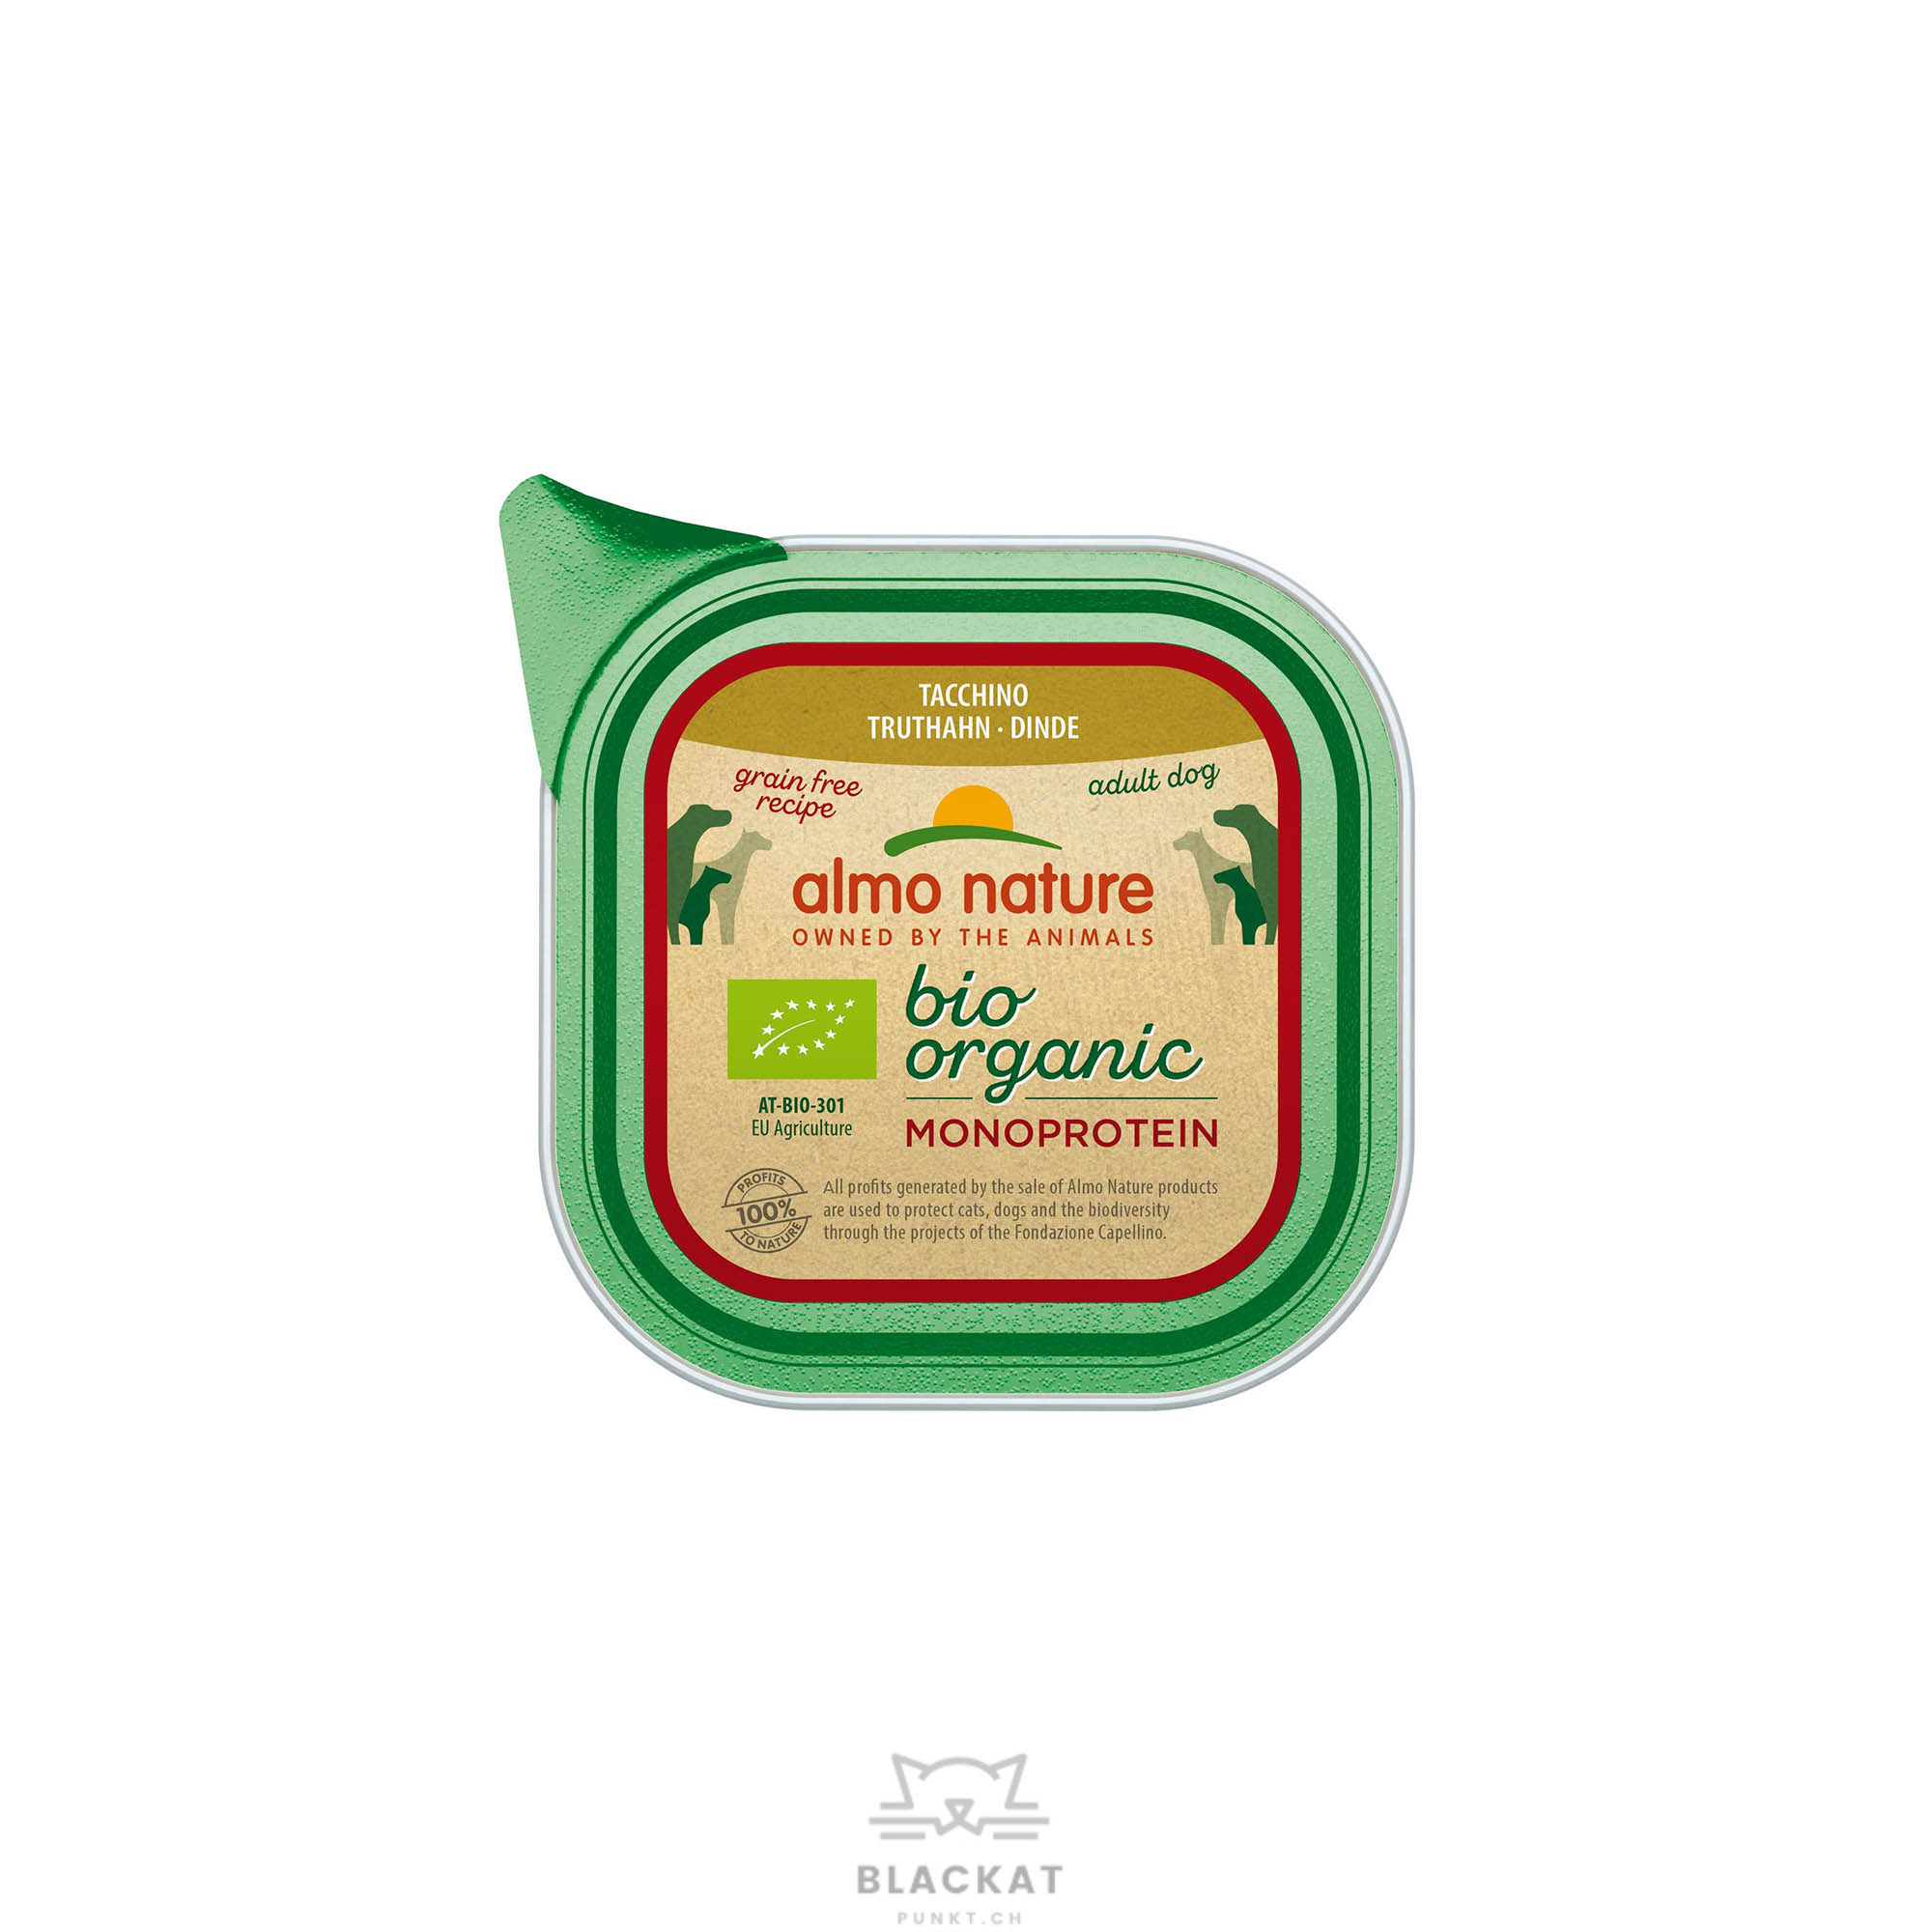 TACCHINO
TRUTHAHN · DINDE
grain free
recipe
adult dog
almo nature
OWNED BY THE ANIMALS
bio
organic
MONOPROTEIN
AT-BIO-301
EU Agriculture
PROFITS
100%
TO NATURE
All profits generated by the sale of Almo Nature products
are used to protect cats, dogs and the biodiversity
through the projects of the Fondazione Capellino.
BLACKAT
PUNKT.CH